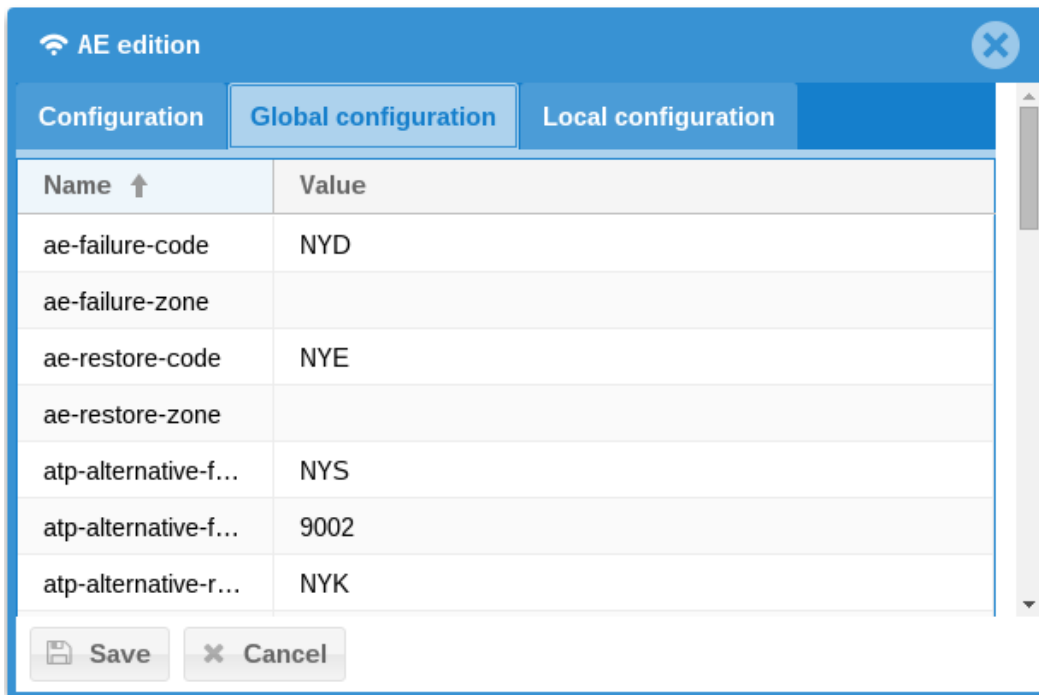 AE edition
Configuration Global configuration Local configuration
Name Value
ae-failure-code NYD
ae-failure-zone
ae-restore-code NYE
ae-restore-zone
atp-alternative-f... NYS
atp-alternative-f... 9002
atp-alternative-r... NYK
Save Cancel